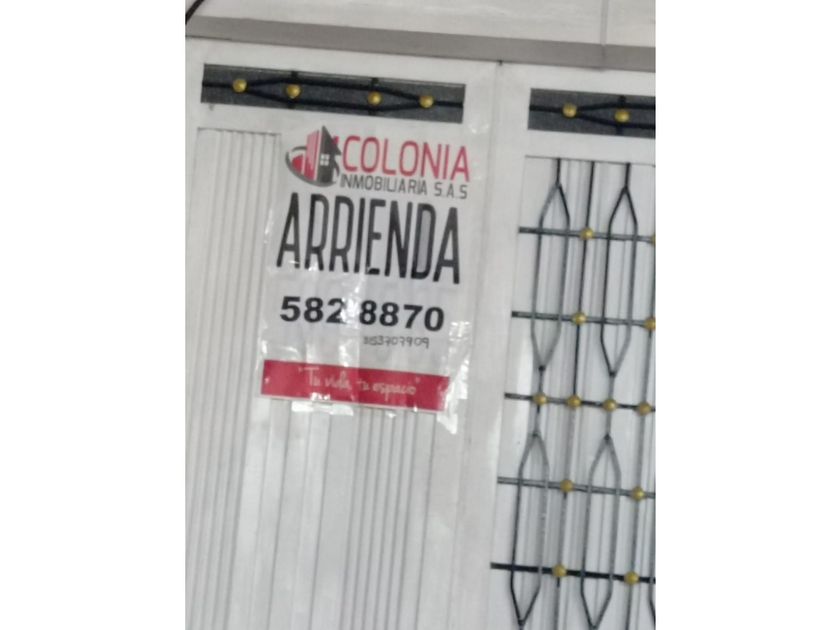 COLONIA
INMOBILIARIA S.A.S
ARRIENDA
582 8870
3153707909
"Tu vida, tu espacio"